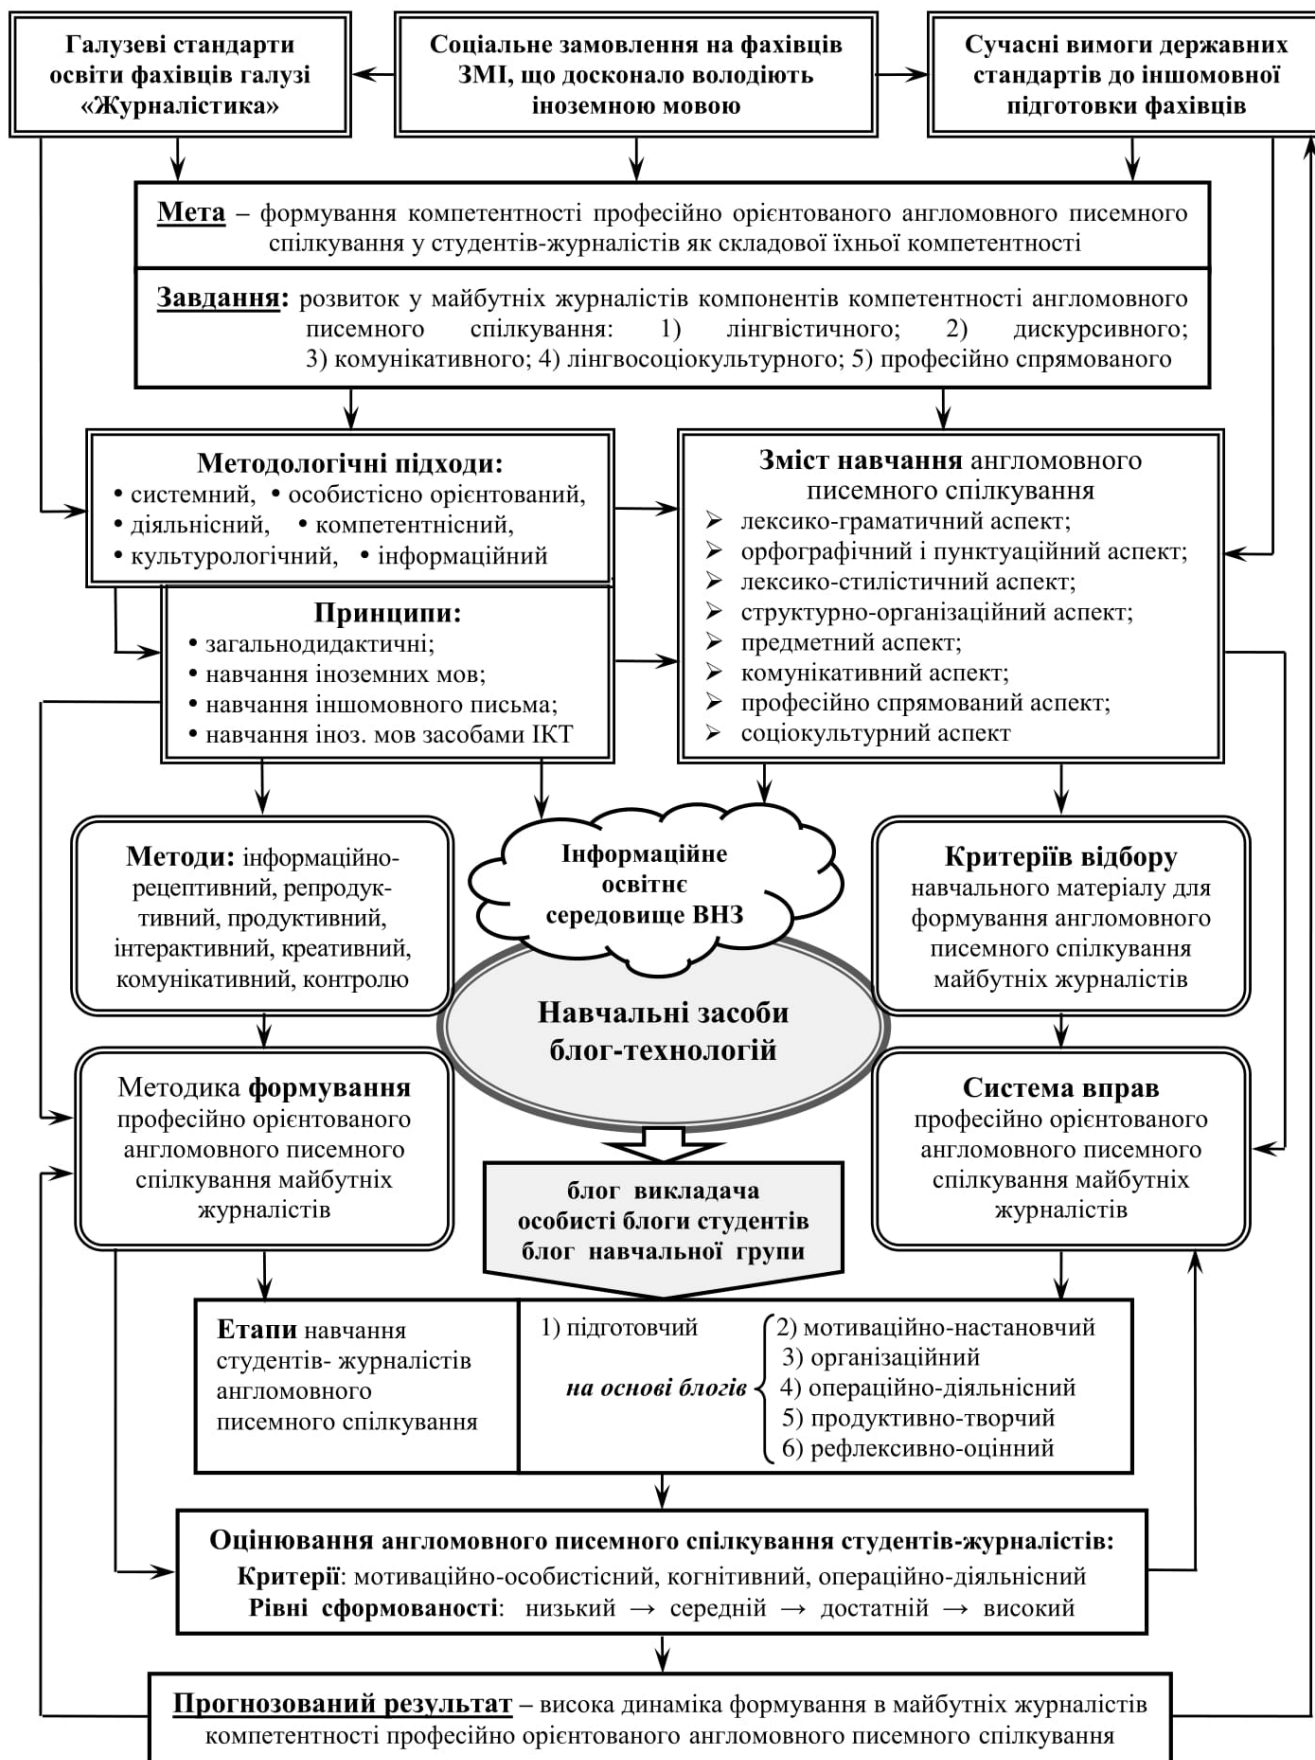 Галузеві стандарти
освіти фахівців галузі
«Журналістика»
Соціальне замовлення на фахівців
ЗМІ, що досконало володіють
іноземною мовою
Сучасні вимоги державних
стандартів до іншомовної
підготовки фахівців
Мета – формування компетентності професійно орієнтованого англомовного писемного
спілкування у студентів-журналістів як складової їхньої компетентності
Завдання: розвиток у майбутніх журналістів компонентів компетентності англомовного
писемного спілкування: 1) лінгвістичного; 2) дискурсивного;
3) комунікативного; 4) лінгвосоціокультурного; 5) професійно спрямованого
Методологічні підходи:
• системний, • особистісно орієнтований,
• діяльнісний, • компетентнісний,
• культурологічний, • інформаційний
Принципи:
• загальнодидактичні;
• навчання іноземних мов;
• навчання іншомовного письма;
• навчання іноз. мов засобами ІКТ
Зміст навчання англомовного
писемного спілкування
➢ лексико-граматичний аспект;
➢ орфографічний і пунктуаційний аспект;
➢ лексико-стилістичний аспект;
➢ структурно-організаційний аспект;
➢ предметний аспект;
➢ комунікативний аспект;
➢ професійно спрямований аспект;
➢ соціокультурний аспект
Методи: інформаційно-
рецептивний, репродук-
тивний, продуктивний,
інтерактивний, креативний,
комунікативний, контролю
Інформаційне
освітнє
середовище ВНЗ
Критеріїв відбору
навчального матеріалу для
формування англомовного
писемного спілкування
майбутніх журналістів
Навчальні засоби
блог-технологій
Методика формування
професійно орієнтованого
англомовного писемного
спілкування майбутніх
журналістів
Система вправ
професійно орієнтованого
англомовного писемного
спілкування майбутніх
журналістів
блог викладача
особисті блоги студентів
блог навчальної групи
Етапи навчання
студентів- журналістів
англомовного
писемного спілкування
1) підготовчий
на основі блогів
2) мотиваційно-настановчий
3) організаційний
4) операційно-діяльнісний
5) продуктивно-творчий
6) рефлексивно-оцінний
Оцінювання англомовного писемного спілкування студентів-журналістів:
Критерії: мотиваційно-особистісний, когнітивний, операційно-діяльнісний
Рівні сформованості: низький → середній → достатній → високий
Прогнозований результат – висока динаміка формування в майбутніх журналістів
компетентності професійно орієнтованого англомовного писемного спілкування